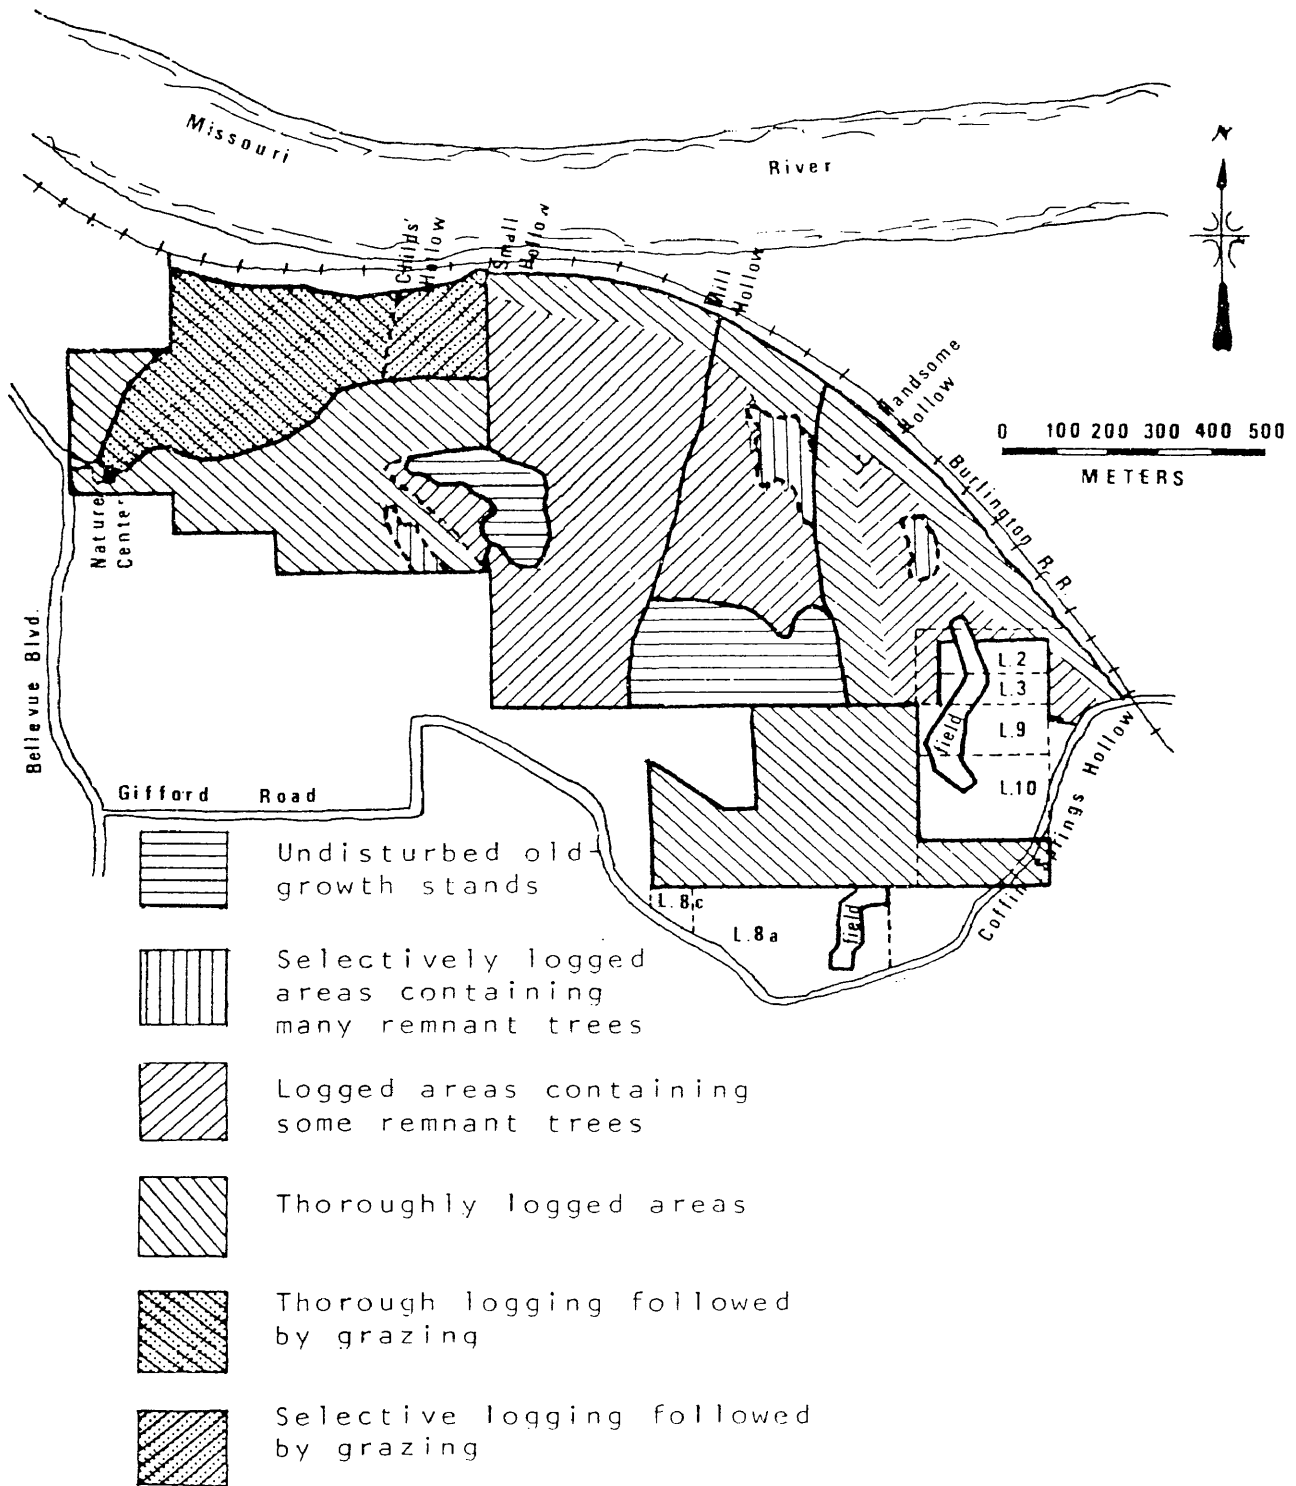 Missouri
River
N
Childs'
Hollow
Small
Hollow
Mill
Hollow
Handsome
Hollow
0 100 200 300 400 500
METERS
Burlington R. R.
Nature
Center
Bellevue Blvd.
L.2
L.3
field
L.9
L.10
Coffin Springs Hollow
Gifford Road
L.8c
L.8a
field
Undisturbed old-
growth stands
Selectively logged
areas containing
many remnant trees
Logged areas containing
some remnant trees
Thoroughly logged areas
Thorough logging followed
by grazing
Selective logging followed
by grazing